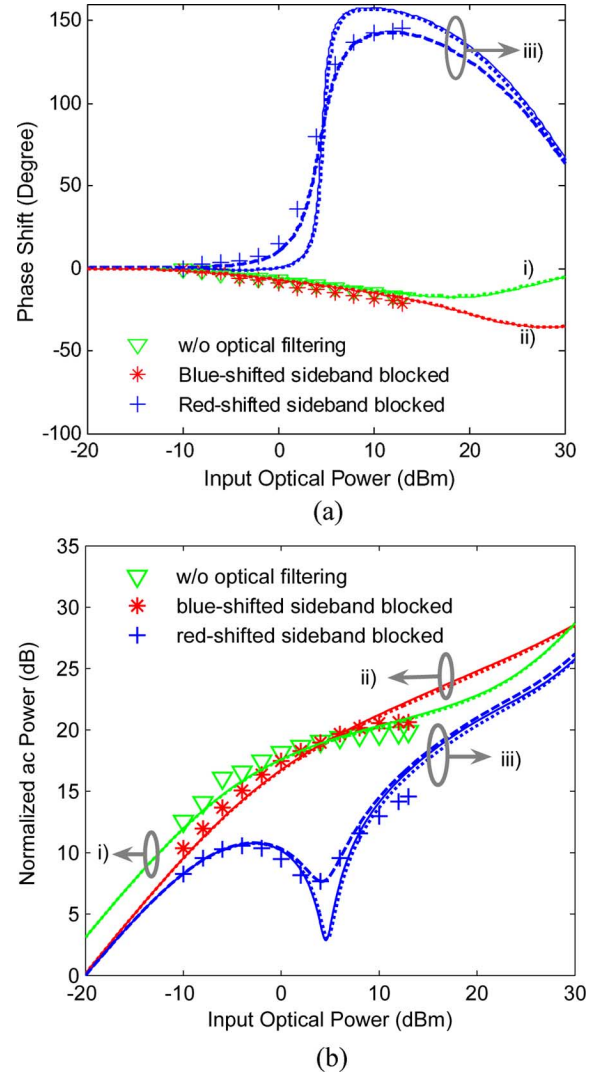 150
100
50
0
-50
-100
Phase Shift (Degree)
iii)
i)
ii)
w/o optical filtering
Blue-shifted sideband blocked
Red-shifted sideband blocked
-20 -10 0 10 20 30
Input Optical Power (dBm)
(a)
35
30
25
20
15
10
5
0
Normalized ac Power (dB)
w/o optical filtering
blue-shifted sideband blocked
red-shifted sideband blocked
ii)
iii)
i)
-20 -10 0 10 20 30
Input Optical Power (dBm)
(b)